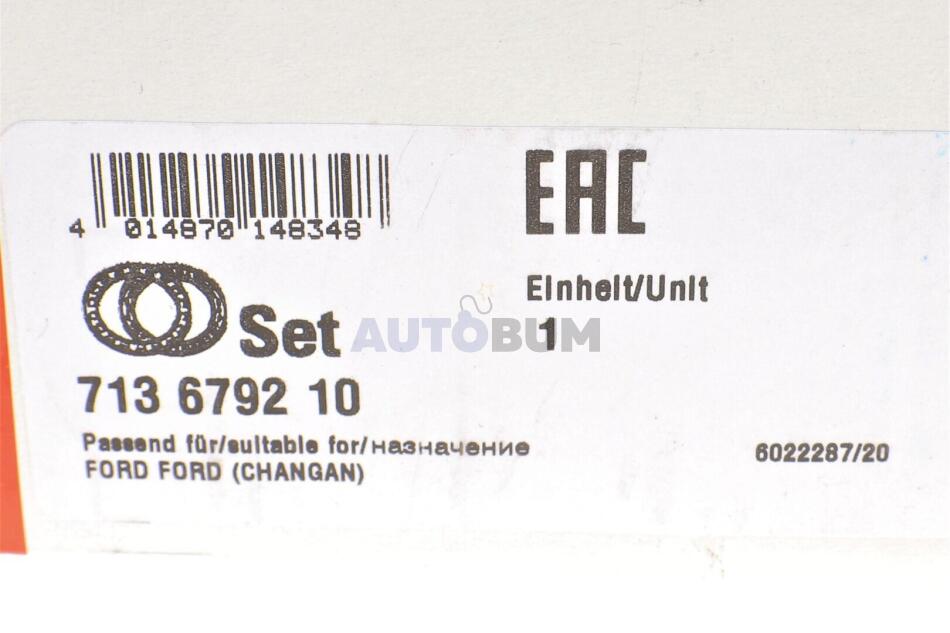 4 014870 148348
EAC
Set
Einheit/Unit
1
AUTOBUM
713 6792 10
Passend für/suitable for/назначение
FORD FORD (CHANGAN)
6022287/20